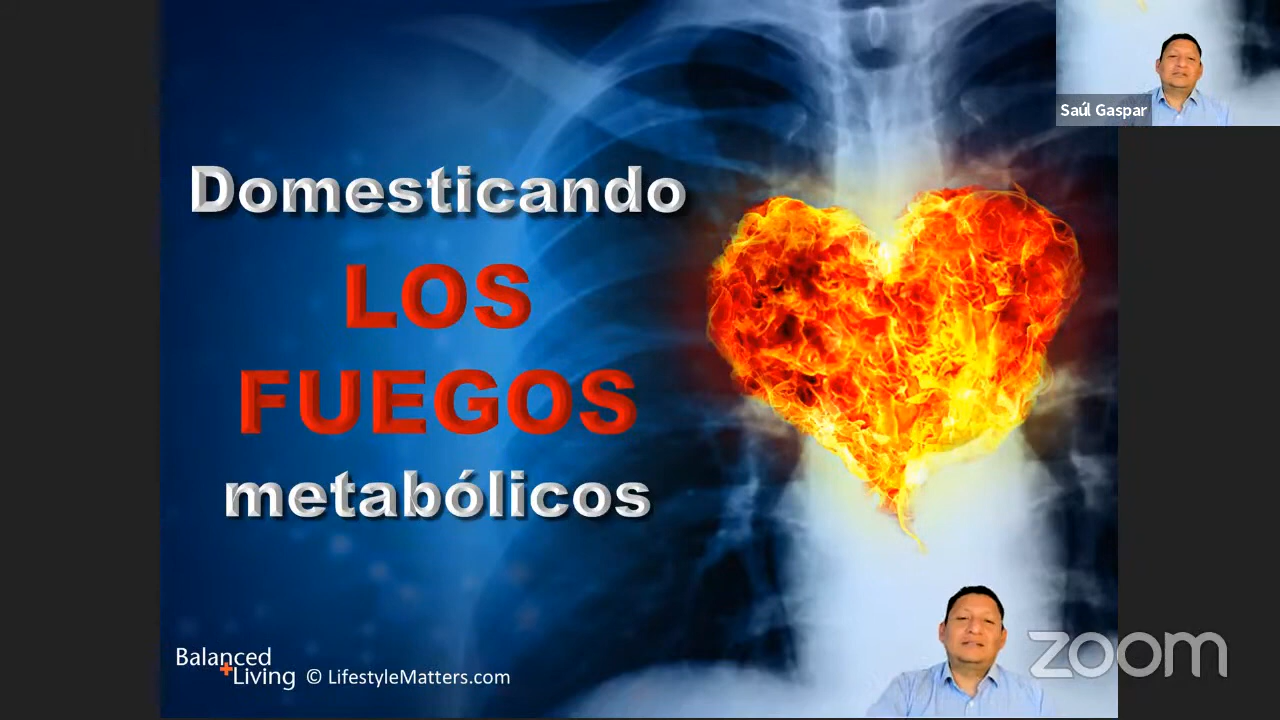 Saúl Gaspar
Domesticando
LOS
FUEGOS
metabólicos
Balanced
Living © LifestyleMatters.com
zoom